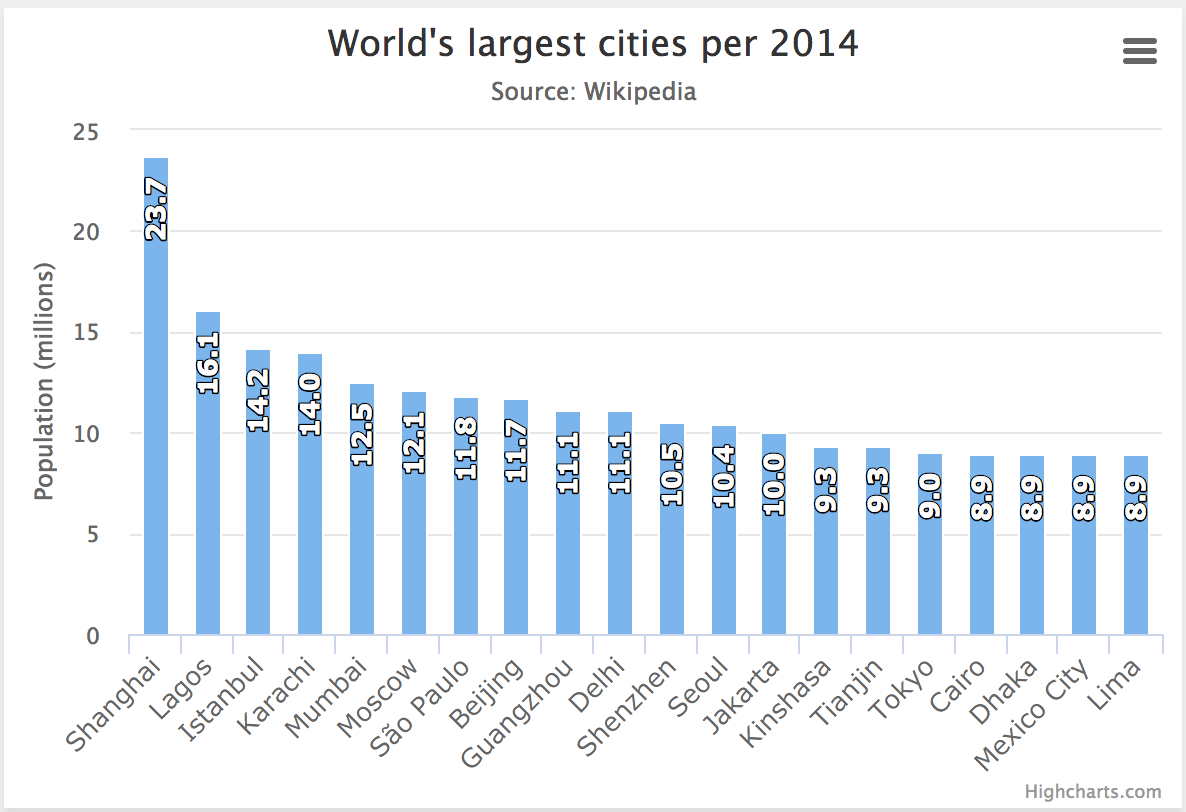 World's largest cities per 2014
Source: Wikipedia
Population (millions)
25
20
15
10
5
0
23.7
16.1
14.2
14.0
12.5
12.1
11.8
11.7
11.1
11.1
10.5
10.4
10.0
9.3
9.3
9.0
8.9
8.9
8.9
8.9
Shanghai
Lagos
Istanbul
Karachi
Mumbai
Moscow
São Paulo
Beijing
Guangzhou
Delhi
Shenzhen
Seoul
Jakarta
Kinshasa
Tianjin
Tokyo
Cairo
Dhaka
Mexico City
Lima
Highcharts.com